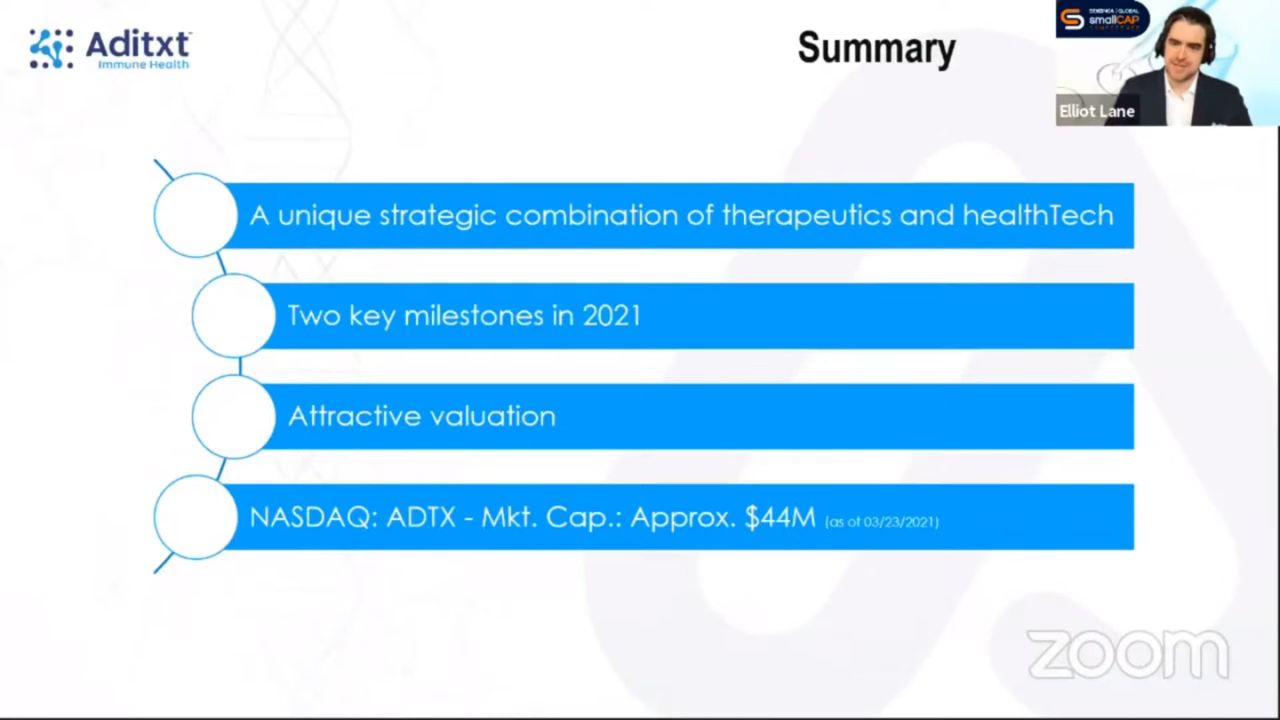 Aditxt
Immune Health
Summary
smallCAP
Elliot Lane
A unique strategic combination of therapeutics and healthTech
Two key milestones in 2021
Attractive valuation
NASDAQ: ADTX - Mkt. Cap.: Approx. $44M (as of 03/23/2021)
zoom